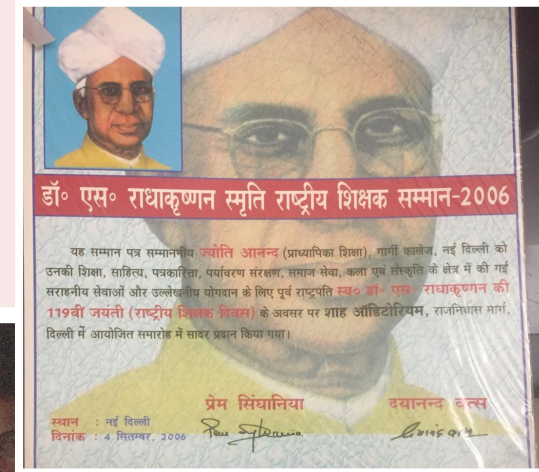 डॉ० एस० राधाकृष्णन स्मृति राष्ट्रीय शिक्षक सम्मान-2006
यह सम्मान पत्र सम्माननीय ज्योति आनन्द (प्राध्यापिका शिक्षा), गार्गी कालेज, नई दिल्ली को
उनकी शिक्षा, साहित्य, पत्रकारिता, पर्यावरण संरक्षण, समाज सेवा, कला एवं संस्कृति के क्षेत्र में की गई
सराहनीय सेवाओं और उल्लेखनीय योगदान के लिए पूर्व राष्ट्रपति स्व० डॉ० एस० राधाकृष्णन की
119वीं जयंती (राष्ट्रीय शिक्षक दिवस) के अवसर पर शाह ऑडिटोरियम, राजनिवास मार्ग,
दिल्ली में आयोजित समारोह में सादर प्रदान किया गया।
प्रेम सिंघानिया दयानन्द वत्स
स्थान : नई दिल्ली
दिनांक : 4 सितम्बर, 2006